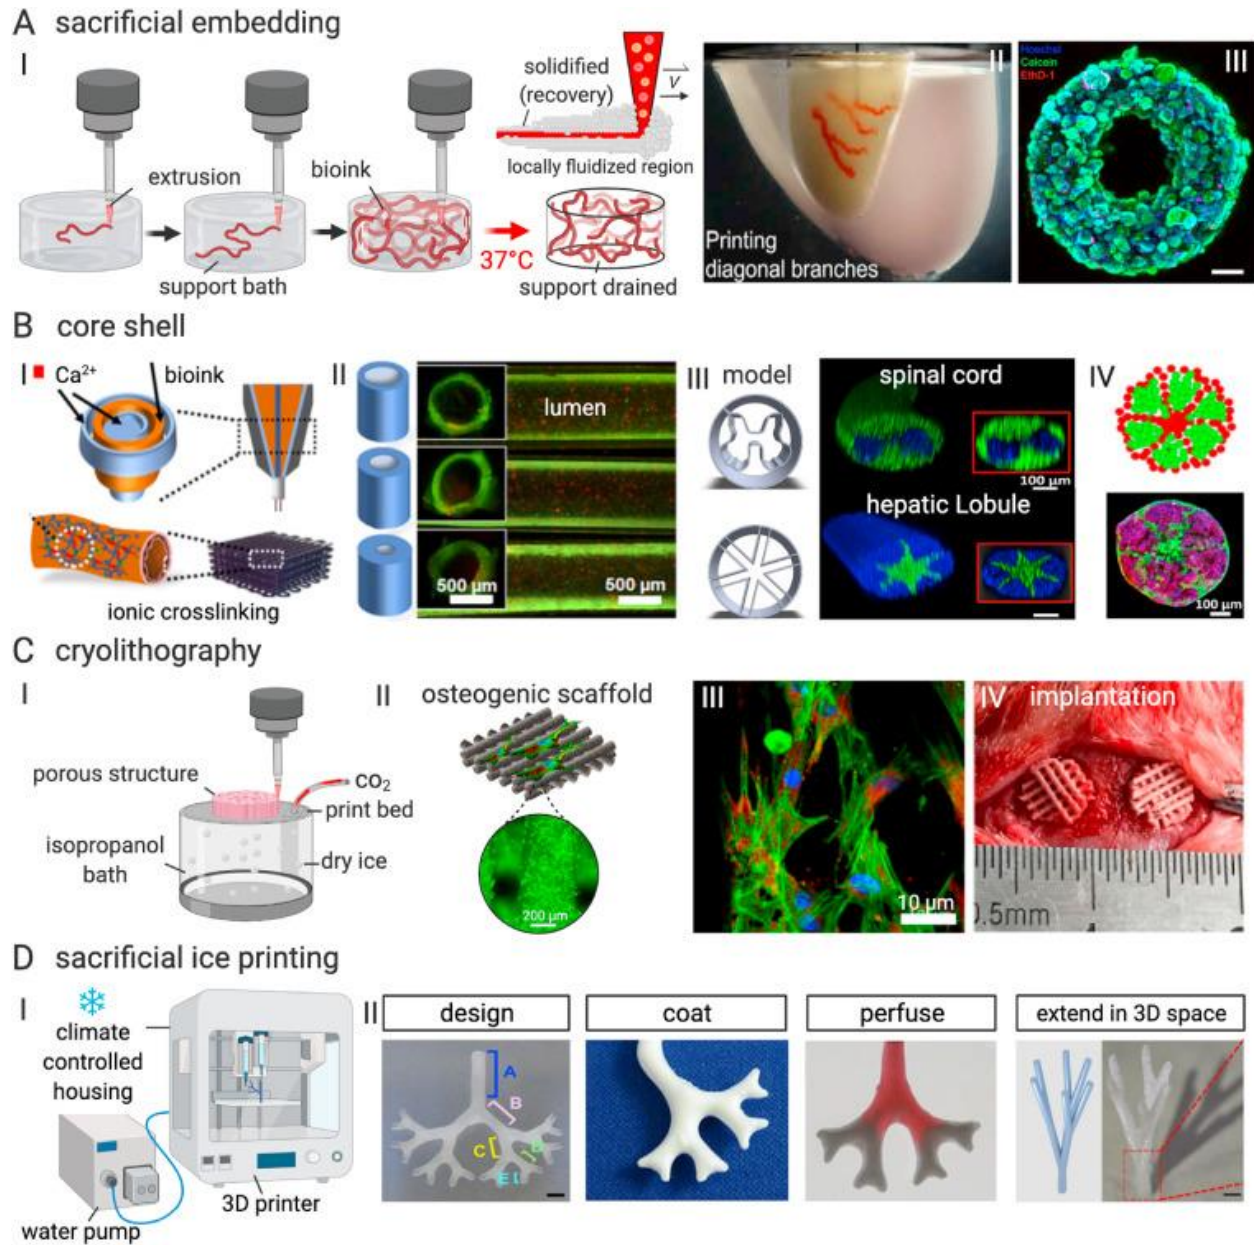 A sacrificial embedding
I
extrusion
support bath
bioink
37°C
solidified
(recovery)
V
locally fluidized region
support drained
II
Printing
diagonal branches
III
Hoechst
Calcein
EthD-1
B core shell
I
Ca²⁺
bioink
ionic crosslinking
II
lumen
500 µm
500 µm
III model
spinal cord
100 µm
hepatic Lobule
IV
100 µm
C cryolithography
I
porous structure
CO₂
print bed
isopropanol
bath
dry ice
II
osteogenic scaffold
200 µm
III
10 µm
IV implantation
0.5mm
D sacrificial ice printing
I
climate
controlled
housing
water pump
3D printer
II
design
A
B
C
D
E
coat
perfuse
extend in 3D space